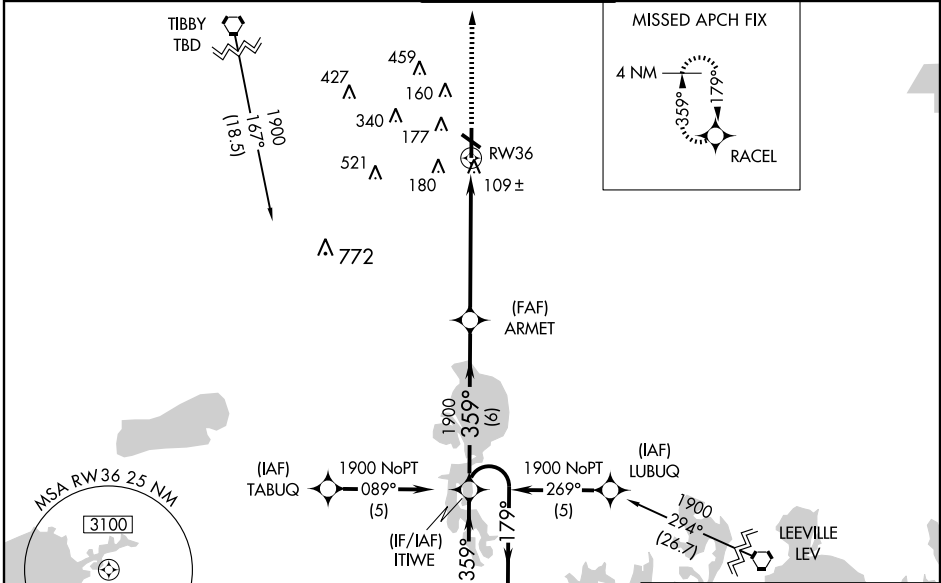 TIBBY
TBD
1900
167°
(18.5)
427
459
160
340
177
521
180
RW36
109 ±
772
MISSED APCH FIX
4 NM
359°
179°
RACEL
(FAF)
ARMET
1900
359°
(6)
(IAF)
TABUQ
1900 NoPT
089°
(5)
1900 NoPT
269°
(5)
(IAF)
LUBUQ
(IF/IAF)
ITIWE
359°
179°
1900
294°
(26.7)
LEEVILLE
LEV
MSA RW36 25 NM
3100